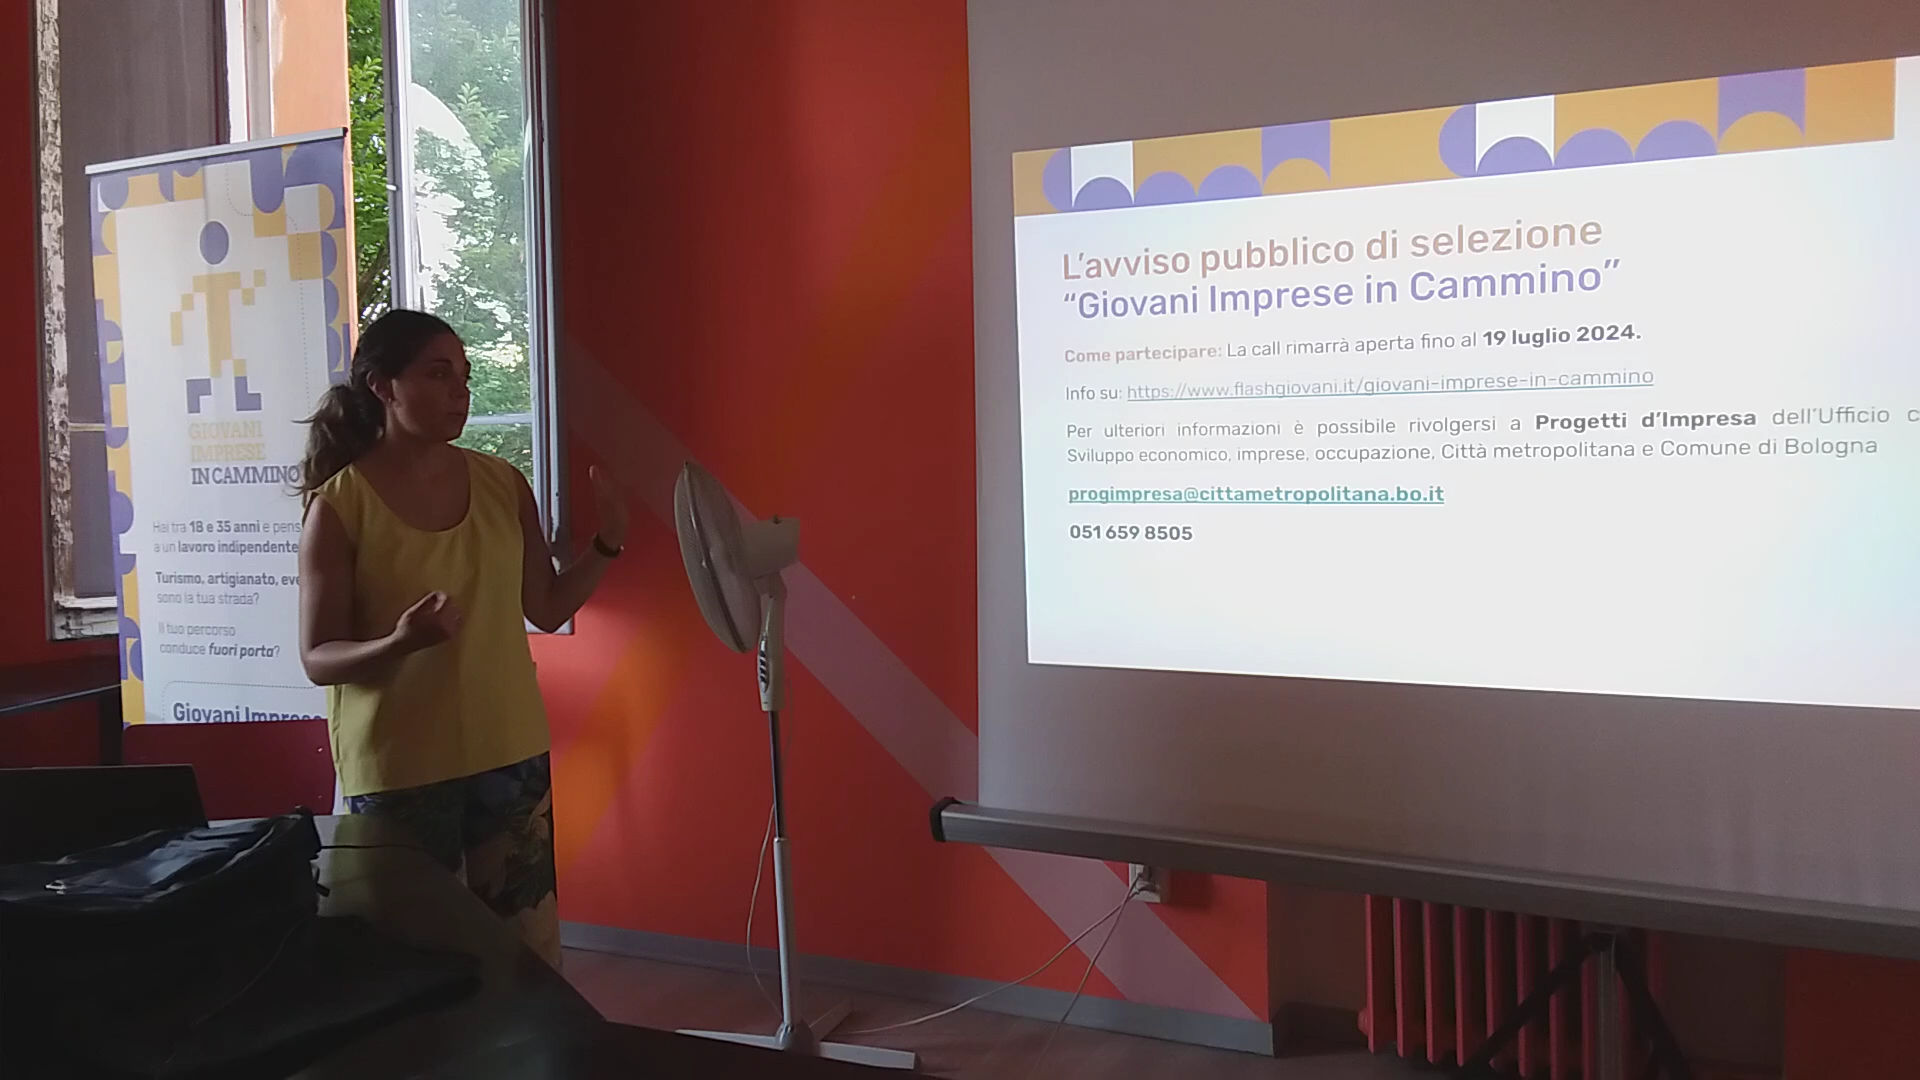 GIOVANI
IMPRESE
IN CAMMINO
Hai tra 18 e 35 anni e pens
a un lavoro indipendente
Turismo, artigianato, eve
sono la tua strada?
Il tuo percorso
conduce fuori porta?
Giovani Imprese
L'avviso pubblico di selezione
“Giovani Imprese in Cammino”
Come partecipare: La call rimarrà aperta fino al 19 luglio 2024.
Info su: https://www.flashgiovani.it/giovani-imprese-in-cammino
Per ulteriori informazioni è possibile rivolgersi a Progetti d'Impresa dell'Ufficio c
Sviluppo economico, imprese, occupazione, Città metropolitana e Comune di Bologna
progimpresa@cittametropolitana.bo.it
051 659 8505